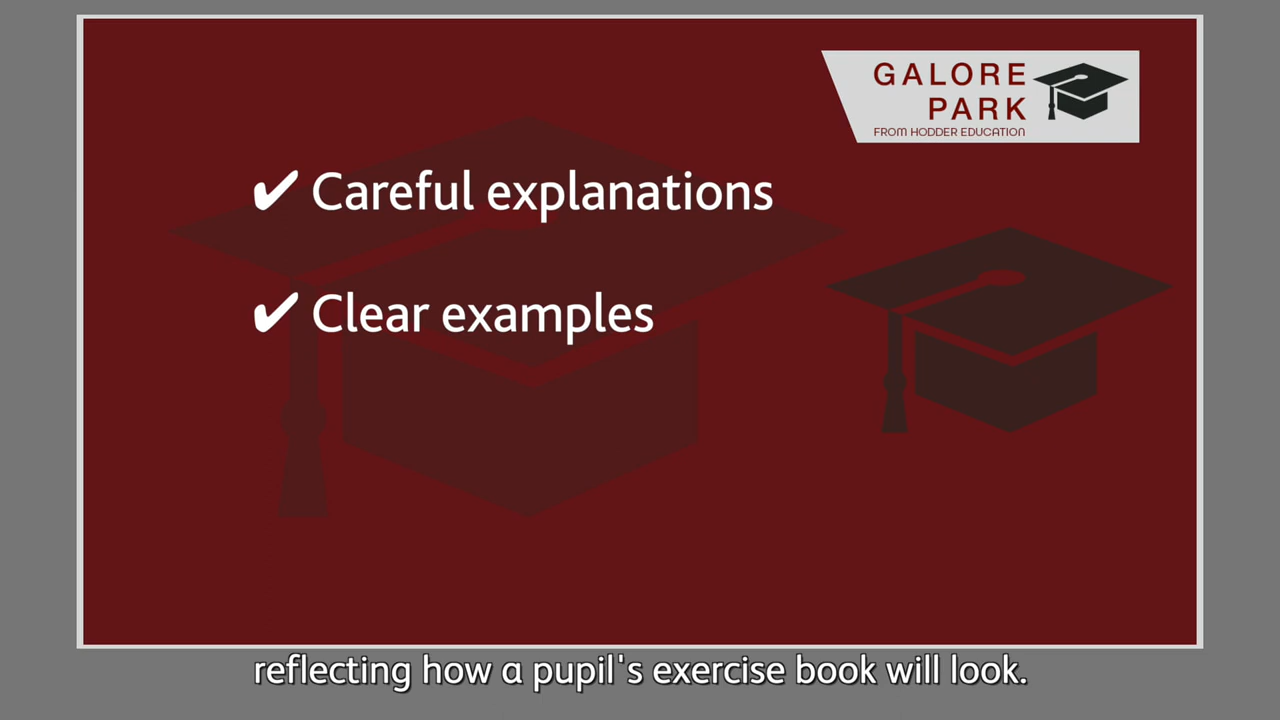 GALORE
PARK
FROM HODDER EDUCATION
✔ Careful explanations
✔ Clear examples
reflecting how a pupil's exercise book will look.